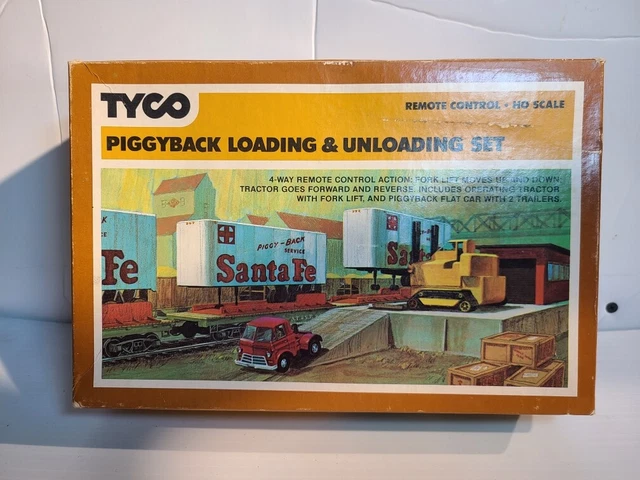 TYCO
REMOTE CONTROL • HO SCALE
PIGGYBACK LOADING & UNLOADING SET
4-WAY REMOTE CONTROL ACTION: FORK LIFT MOVES UP AND DOWN;
TRACTOR GOES FORWARD AND REVERSE. INCLUDES OPERATING TRACTOR
WITH FORK LIFT, AND PIGGYBACK FLAT CAR WITH 2 TRAILERS.
PIGGY-BACK
SERVICE
Santa Fe
Fe
Sa